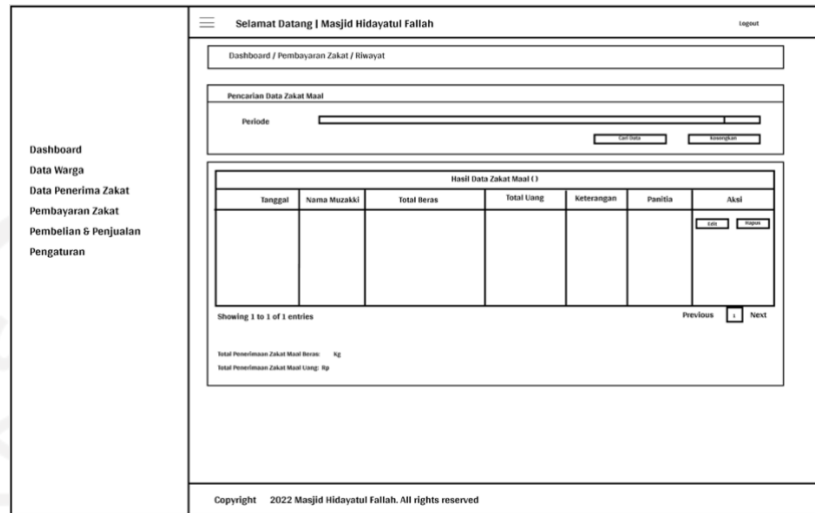 Selamat Datang | Masjid Hidayatul Fallah
Logout
Dashboard / Pembayaran Zakat / Riwayat
Pencarian Data Zakat Maal
Periode
Cari Data
Kosongkan
Dashboard
Data Warga
Data Penerima Zakat
Pembayaran Zakat
Pembelian & Penjualan
Pengaturan
Hasil Data Zakat Maal ( )
Tanggal Nama Muzakki Total Beras Total Uang Keterangan Panitia Aksi
Edit Hapus
Showing 1 to 1 of 1 entries
Previous 1 Next
Total Penerimaan Zakat Maal Beras: Kg
Total Penerimaan Zakat Maal Uang: Rp
Copyright 2022 Masjid Hidayatul Fallah. All rights reserved